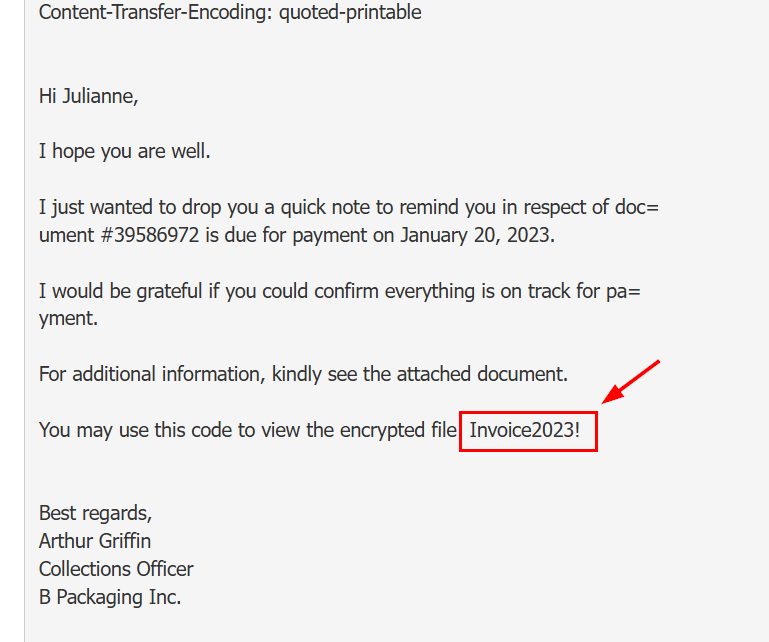 Content-Transfer-Encoding: quoted-printable
Hi Julianne,
I hope you are well.
I just wanted to drop you a quick note to remind you in respect of doc=
ument #39586972 is due for payment on January 20, 2023.
I would be grateful if you could confirm everything is on track for pa=
yment.
For additional information, kindly see the attached document.
You may use this code to view the encrypted file Invoice2023!
Best regards,
Arthur Griffin
Collections Officer
B Packaging Inc.